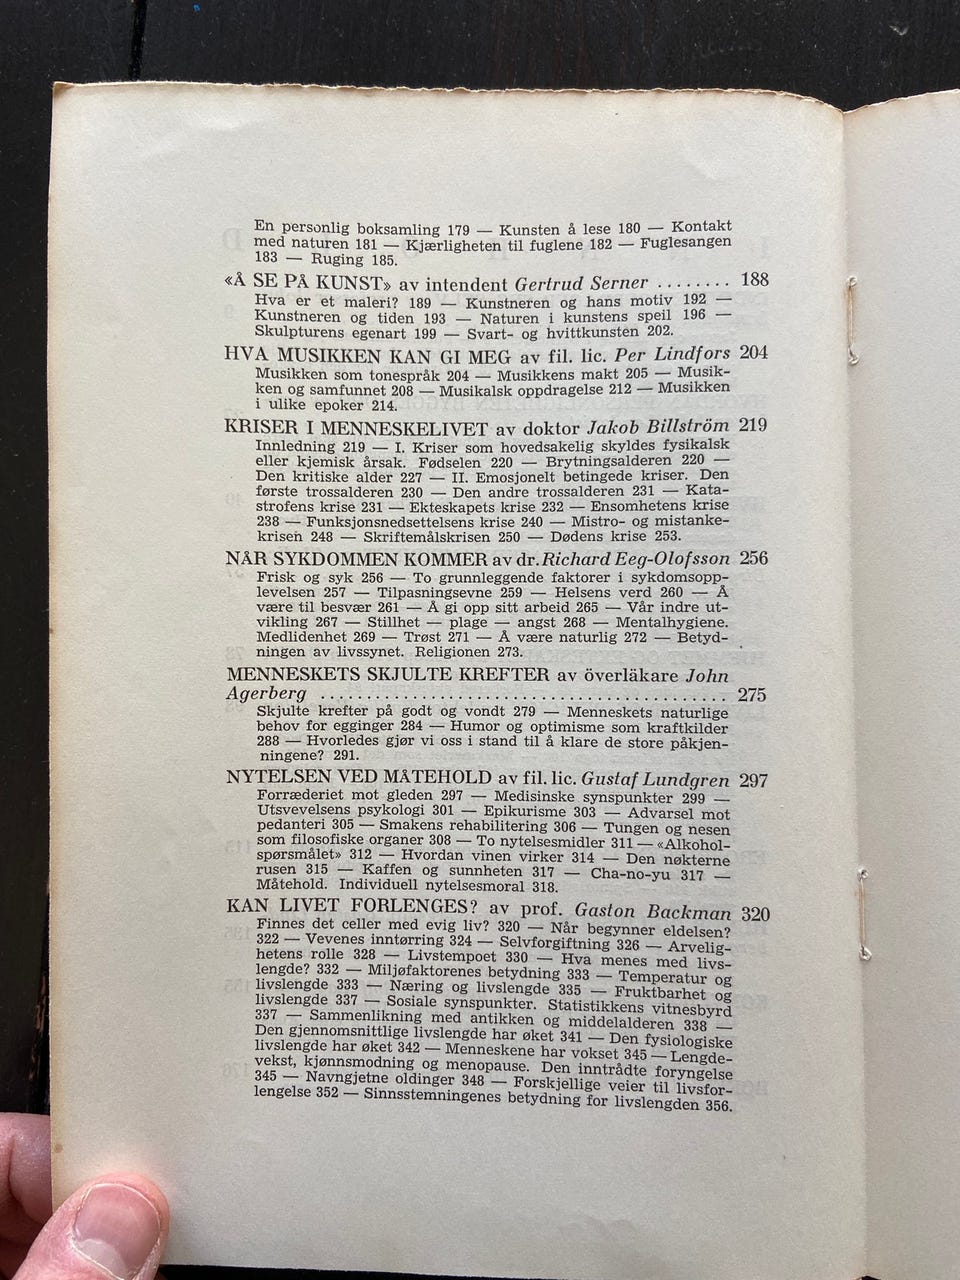 En personlig boksamling 179 — Kunsten å lese 180 — Kontakt
med naturen 181 — Kjærligheten til fuglene 182 — Fuglesangen
183 — Ruging 185.
«Å SE PÅ KUNST» av intendent Gertrud Serner ........ 188
Hva er et maleri? 189 — Kunstneren og hans motiv 192 —
Kunstneren og tiden 193 — Naturen i kunstens speil 196 —
Skulpturens egenart 199 — Svart- og hvittkunsten 202.
HVA MUSIKKEN KAN GI MEG av fil. lic. Per Lindfors 204
Musikken som tonespråk 204 — Musikkens makt 205 — Musik-
ken og samfunnet 208 — Musikalsk oppdragelse 212 — Musikken
i ulike epoker 214.
KRISER I MENNESKELIVET av doktor Jakob Billström 219
Innledning 219 — I. Kriser som hovedsakelig skyldes fysikalsk
eller kjemisk årsak. Fødselen 220 — Brytningsalderen 220 —
Den kritiske alder 227 — II. Emosjonelt betingede kriser. Den
første trossalderen 230 — Den andre trossalderen 231 — Kata-
strofens krise 231 — Ekteskapets krise 232 — Ensomhetens krise
238 — Funksjonsnedsettelsens krise 240 — Mistro- og mistanke-
krisen 248 — Skriftemålskrisen 250 — Dødens krise 253.
NÅR SYKDOMMEN KOMMER av dr. Richard Eeg-Olofsson 256
Frisk og syk 256 — To grunnleggende faktorer i sykdomsopp-
levelsen 257 — Tilpasningsevne 259 — Helsens verd 260 — Å
være til besvær 261 — Å gi opp sitt arbeid 265 — Vår indre ut-
vikling 267 — Stillhet — plage — angst 268 — Mentalhygiene.
Medlidenhet 269 — Trøst 271 — Å være naturlig 272 — Betyd-
ningen av livssynet. Religionen 273.
MENNESKETS SKJULTE KREFTER av överläkare John
Agerberg ........................................ 275
Skjulte krefter på godt og vondt 279 — Menneskets naturlige
behov for egginger 284 — Humor og optimisme som kraftkilder
288 — Hvorledes gjør vi oss i stand til å klare de store påkjen-
ningene? 291.
NYTELSEN VED MÅTEHOLD av fil. lic. Gustaf Lundgren 297
Forræderiet mot gleden 297 — Medisinske synspunkter 299 —
Utsvevelsens psykologi 301 — Epikurisme 303 — Advarsel mot
pedanteri 305 — Smakens rehabilitering 306 — Tungen og nesen
som filosofiske organer 308 — To nytelsesmidler 311 — «Alkohol-
spørsmålet» 312 — Hvordan vinen virker 314 — Den nøkterne
rusen 315 — Kaffen og sunnheten 317 — Cha-no-yu 317 —
Måtehold. Individuell nytelsesmoral 318.
KAN LIVET FORLENGES? av prof. Gaston Backman 320
Finnes det celler med evig liv? 320 — Når begynner eldelsen?
322 — Vevenes inntørring 324 — Selvforgiftning 326 — Arvelig-
hetens rolle 328 — Livstempoet 330 — Hva menes med livs-
lengde? 332 — Miljøfaktorenes betydning 333 — Temperatur og
livslengde 333 — Næring og livslengde 335 — Fruktbarhet og
livslengde 337 — Sosiale synspunkter. Statistikkens vitnesbyrd
337 — Sammenlikning med antikken og middelalderen 338 —
Den gjennomsnittlige livslengde har øket 341 — Den fysiologiske
livslengde har øket 342 — Menneskene har vokset 345 — Lengde-
vekst, kjønnsmodning og menopause. Den inntrådte foryngelse
345 — Navngjetne oldinger 348 — Forskjellige veier til livsfor-
lengelse 352 — Sinnsstemningenes betydning for livslengden 356.